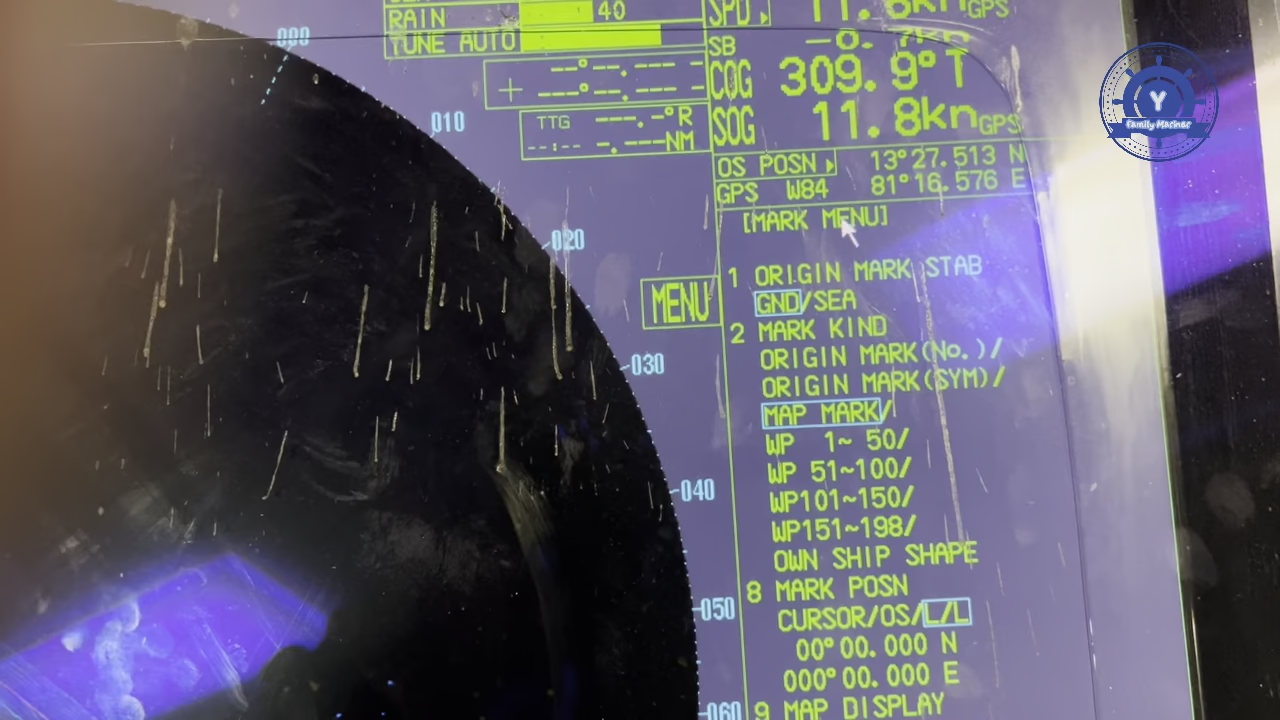 RAIN 40
TUNE AUTO
SPD
GPS
SB
COG 309.9°T
SOG 11.8kn GPS
TTG
°R
NM
OS POSN 13°27.513 N
GPS W84 81°16.576 E
[MARK MENU]
MENU
1 ORIGIN MARK STAB
GND/SEA
2 MARK KIND
ORIGIN MARK(No.)/
ORIGIN MARK(SYM)/
MAP MARK/
WP 1~ 50/
WP 51~100/
WP101~150/
WP151~198/
OWN SHIP SHAPE
8 MARK POSN
CURSOR/OS/L/L
00°00.000 N
000°00.000 E
9 MAP DISPLAY
000
010
020
030
040
050
060
Y
Family Mariner